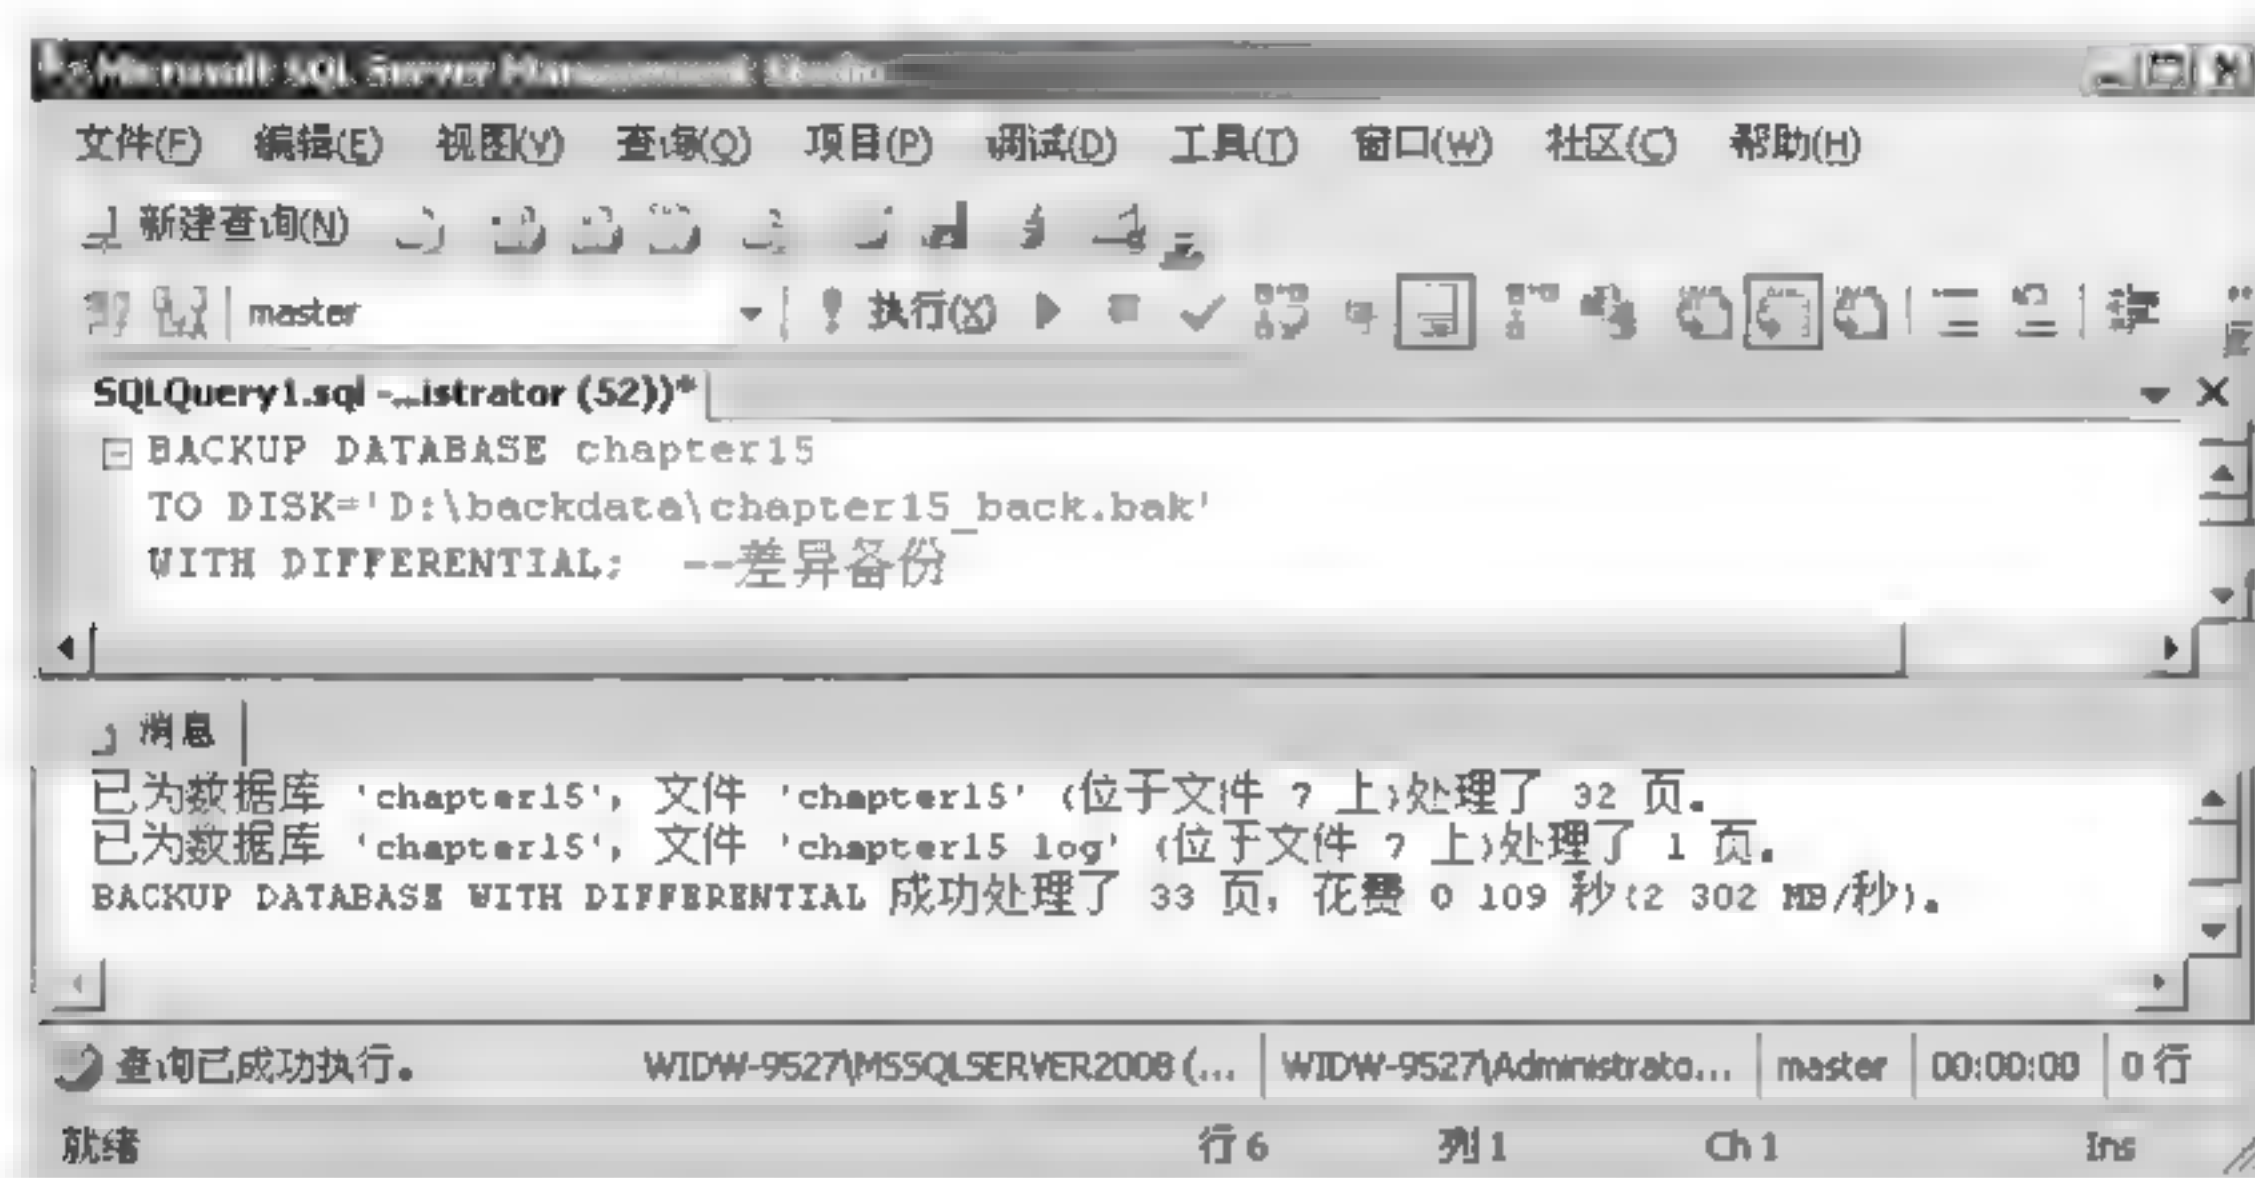 Microsoft SQL Server Management Studio
文件(F) 编辑(E) 视图(V) 查询(Q) 项目(P) 调试(D) 工具(T) 窗口(W) 社区(C) 帮助(H)
新建查询(N)
master 执行(X)
SQLQuery1.sql -...istrator (52))*
BACKUP DATABASE chapter15
TO DISK='D:\backdata\chapter15_back.bak'
WITH DIFFERENTIAL; --差异备份
消息
已为数据库 'chapter15', 文件 'chapter15' (位于文件 7 上)处理了 32 页。
已为数据库 'chapter15', 文件 'chapter15 log' (位于文件 7 上)处理了 1 页。
BACKUP DATABASE WITH DIFFERENTIAL 成功处理了 33 页, 花费 0 109 秒(2 302 MB/秒)。
查询已成功执行。 WIDW-9527\MSSQLSERVER2008 (... WIDW-9527\Administrato... master 00:00:00 0 行
就绪 行 6 列 1 Ch 1 Ins